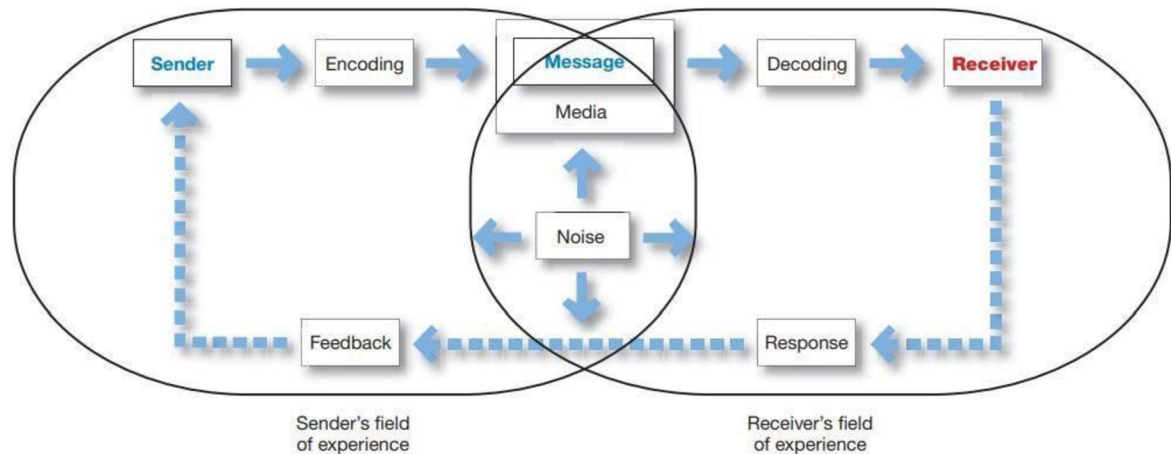 Sender
Encoding
Message
Media
Decoding
Receiver
Noise
Feedback
Response
Sender's field
of experience
Receiver's field
of experience